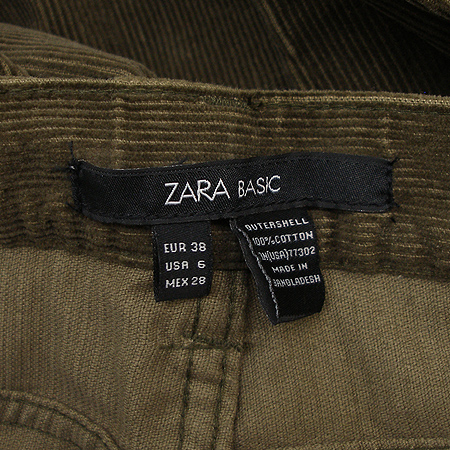 ZARA BASIC
EUR 38
USA 6
MEX 28
OUTERSHELL
100%COTTON
RN(USA)77302
MADE IN
BANGLADESH